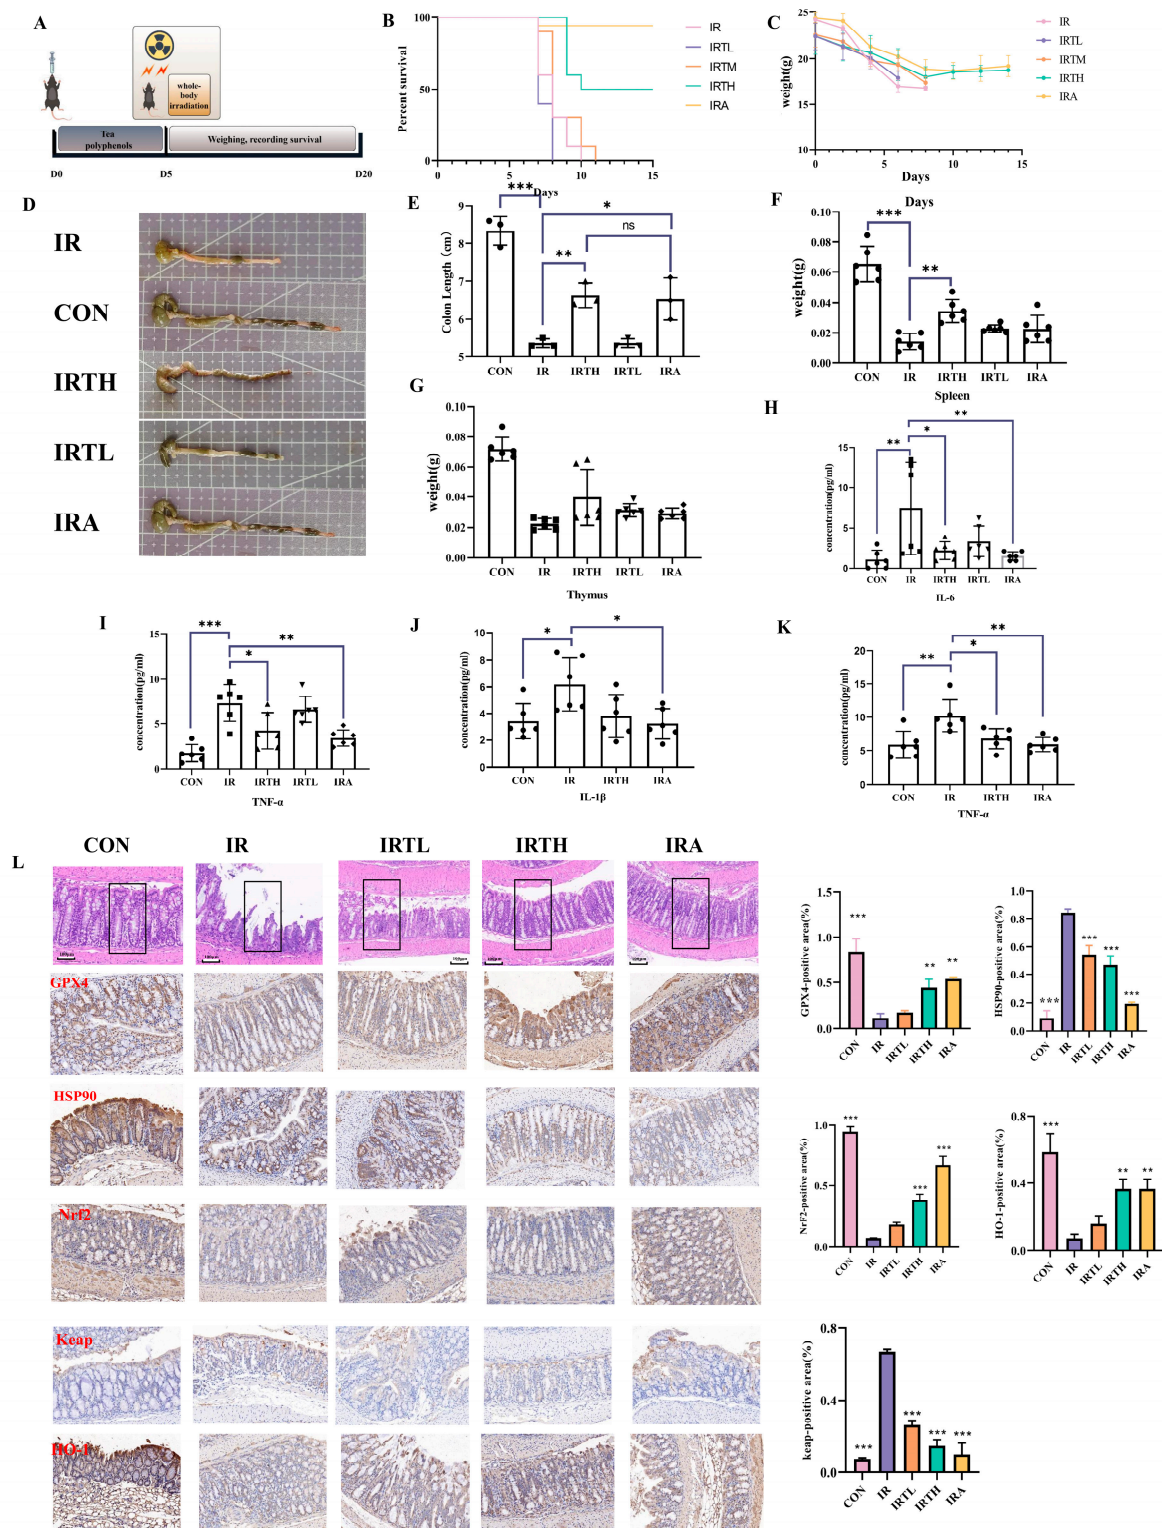 A
whole-
body
irradiation
Tea
polyphenols
Weighing, recording survival
D0
D5
D20
B
Percent survival
100
50
0
0
5
10
15
Days
IR
IRTL
IRTM
IRTH
IRA
C
weight(g)
25
20
15
10
0
5
10
15
Days
IR
IRTL
IRTM
IRTH
IRA
D
IR
CON
IRTH
IRTL
IRA
E
Colon Length (cm)
9
8
7
6
5
***
**
*
ns
CON
IR
IRTH
IRTL
IRA
F
Days
weight(g)
0.10
0.08
0.06
0.04
0.02
0.00
***
**
CON
IR
IRTH
IRTL
IRA
Spleen
G
weight(g)
0.10
0.08
0.06
0.04
0.02
0.00
CON
IR
IRTH
IRTL
IRA
Thymus
H
concentration(pg/ml)
15
10
5
0
**
*
**
CON
IR
IRTH
IRTL
IRA
IL-6
I
concentration(pg/ml)
15
10
5
0
***
*
**
CON
IR
IRTH
IRTL
IRA
TNF-α
J
concentration(pg/ml)
10
8
6
4
2
0
*
*
CON
IR
IRTH
IRA
IL-1β
K
concentration(pg/ml)
20
15
10
5
0
**
*
**
CON
IR
IRTH
IRA
TNF-α
L
CON
IR
IRTL
IRTH
IRA
100μm
100μm
100μm
100μm
100μm
GPX4
HSP90
Nrf2
Keap
HO-1
GPX4-positive area(%)
1.5
1.0
0.5
0.0
***
**
**
CON
IR
IRTL
IRTH
IRA
HSP90-positive area(%)
1.0
0.8
0.6
0.4
0.2
0.0
***
***
***
***
CON
IR
IRTL
IRTH
IRA
NrF2-positive area(%)
1.0
0.5
0.0
***
***
***
CON
IR
IRTL
IRTH
IRA
HO-1-positive area(%)
0.8
0.4
0.0
***
**
**
CON
IR
IRTL
IRTH
IRA
keap-positive area(%)
0.8
0.4
0.0
***
***
***
***
CON
IR
IRTL
IRTH
IRA